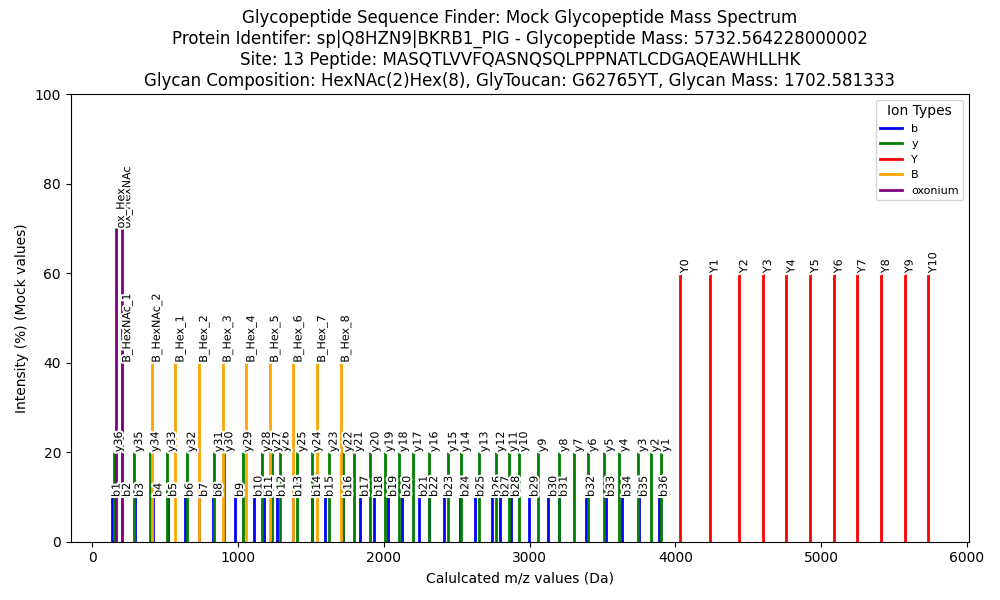 Glycopeptide Sequence Finder: Mock Glycopeptide Mass Spectrum
Protein Identifer: sp|Q8HZN9|BKRB1_PIG - Glycopeptide Mass: 5732.564228000002
Site: 13 Peptide: MASQTLVVFQASNQSQLPPPNATLCDGAQEAWHLLHK
Glycan Composition: HexNAc(2)Hex(8), GlyToucan: G62765YT, Glycan Mass: 1702.581333
Intensity (%) (Mock values)
100
80
60
40
20
0
Ion Types
b
y
Y
B
oxonium
ox_Hex
ox_HexNAc
Y0 Y1 Y2 Y3 Y4 Y5 Y6 Y7 Y8 Y9 Y10
B_HexNAc_1 B_HexNAc_2 B_Hex_1 B_Hex_2 B_Hex_3 B_Hex_4 B_Hex_5 B_Hex_6 B_Hex_7 B_Hex_8
y36 y35 y34 y33 y32 y31 y30 y29 y28 y27 y26 y25 y24 y23 y22 y21 y20 y19 y18 y17 y16 y15 y14 y13 y12 y11 y10 y9 y8 y7 y6 y5 y4 y3 y2 y1
b1 b2 b3 b4 b5 b6 b7 b8 b9 b10 b11 b12 b13 b14 b15 b16 b17 b18 b19 b20 b21 b22 b23 b24 b25 b26 b27 b28 b29 b30 b31 b32 b33 b34 b35 b36
0 1000 2000 3000 4000 5000 6000
Calulcated m/z values (Da)